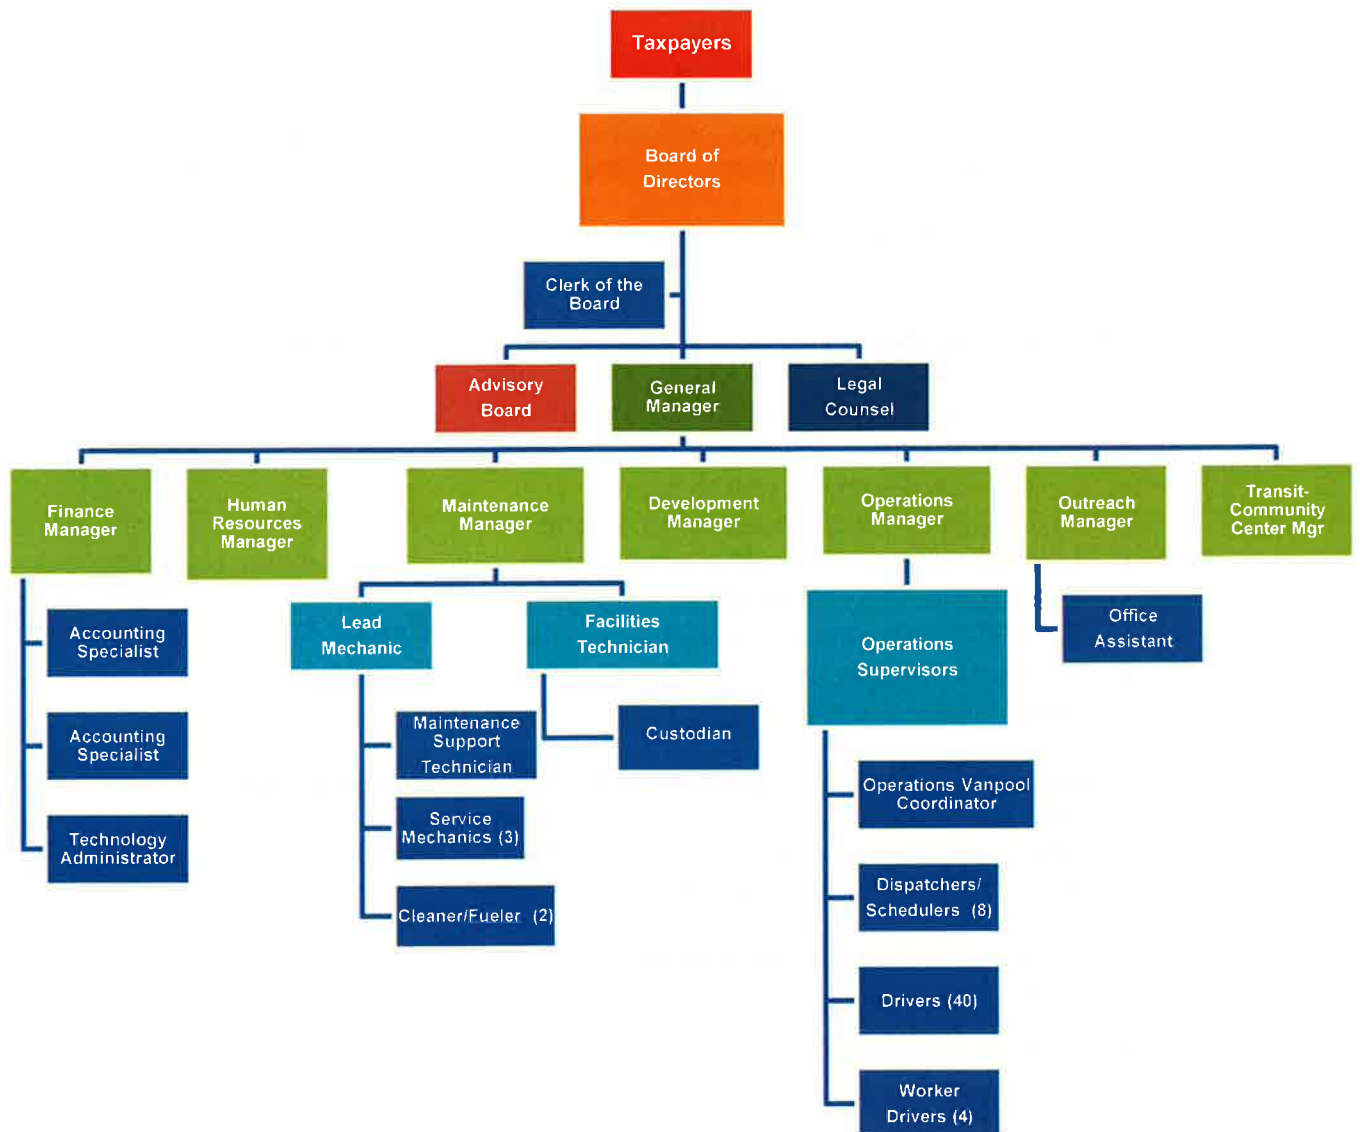 Taxpayers
Board of
Directors
Clerk of the
Board
Advisory
Board
General
Manager
Legal
Counsel
Finance
Manager
Human
Resources
Manager
Maintenance
Manager
Development
Manager
Operations
Manager
Outreach
Manager
Transit-
Community
Center Mgr
Accounting
Specialist
Accounting
Specialist
Technology
Administrator
Lead
Mechanic
Facilities
Technician
Maintenance
Support
Technician
Service
Mechanics (3)
Cleaner/Fueler (2)
Custodian
Operations
Supervisors
Operations Vanpool
Coordinator
Dispatchers/
Schedulers (8)
Drivers (40)
Worker
Drivers (4)
Office
Assistant